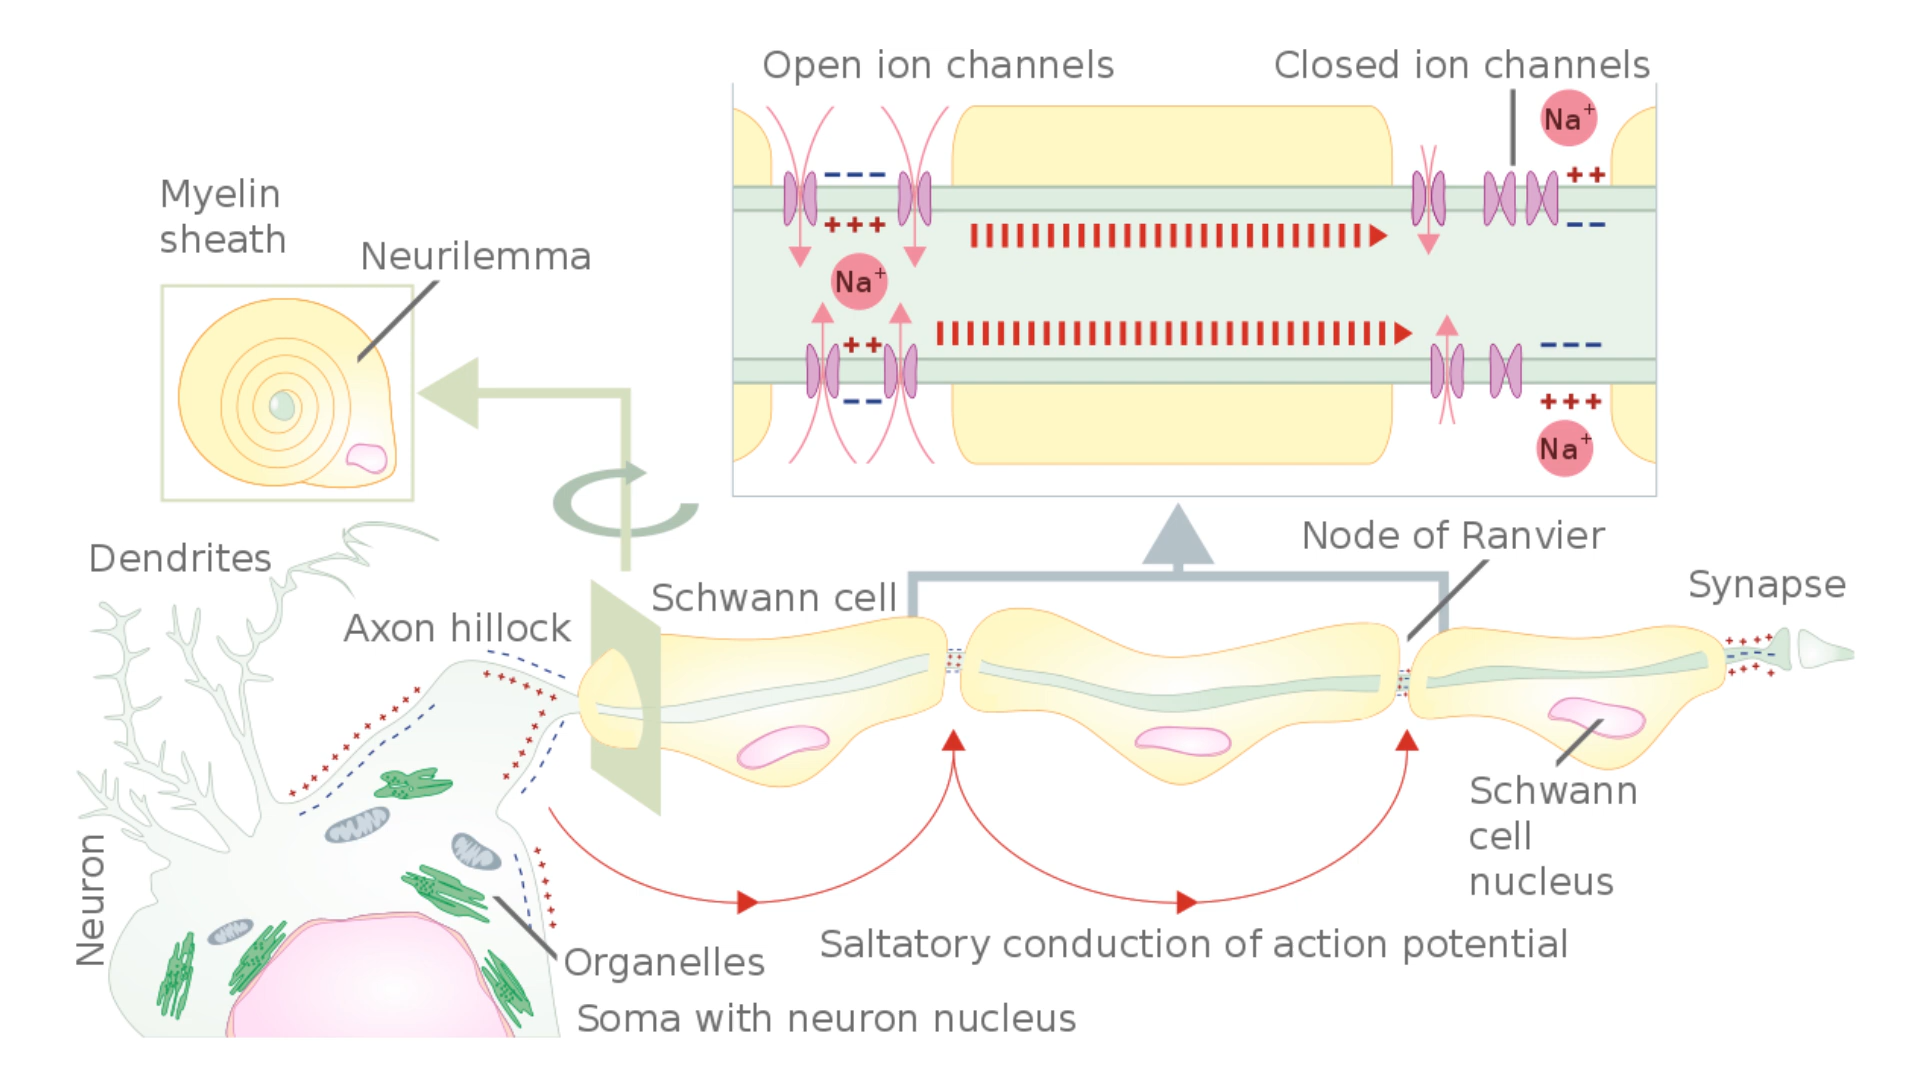 Open ion channels
Closed ion channels
Na+
+ +
– – –
+ + +
– –
Myelin
sheath
Neurilemma
Na+
+ +
– –
– – –
+ + +
Na+
Dendrites
Node of Ranvier
Synapse
Schwann cell
Axon hillock
Schwann
cell
nucleus
Neuron
Organelles
Saltatory conduction of action potential
Soma with neuron nucleus